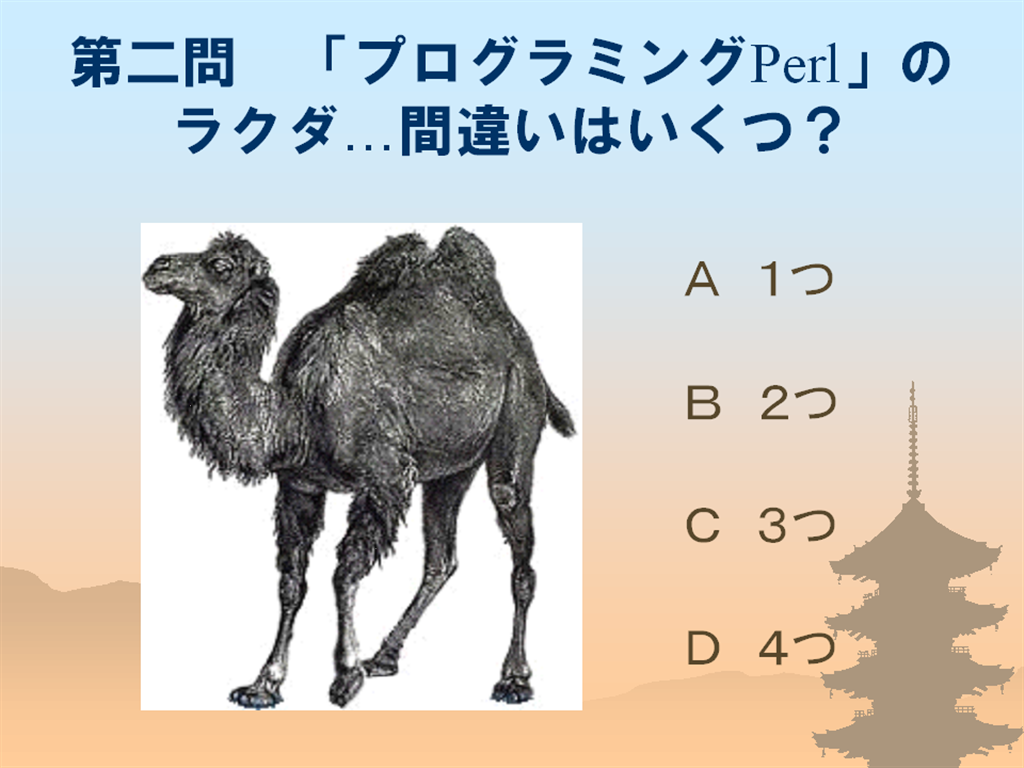 第二問　「プログラミングPerl」の
ラクダ…間違いはいくつ？
Ａ　１つ
Ｂ　２つ
Ｃ　３つ
Ｄ　４つ